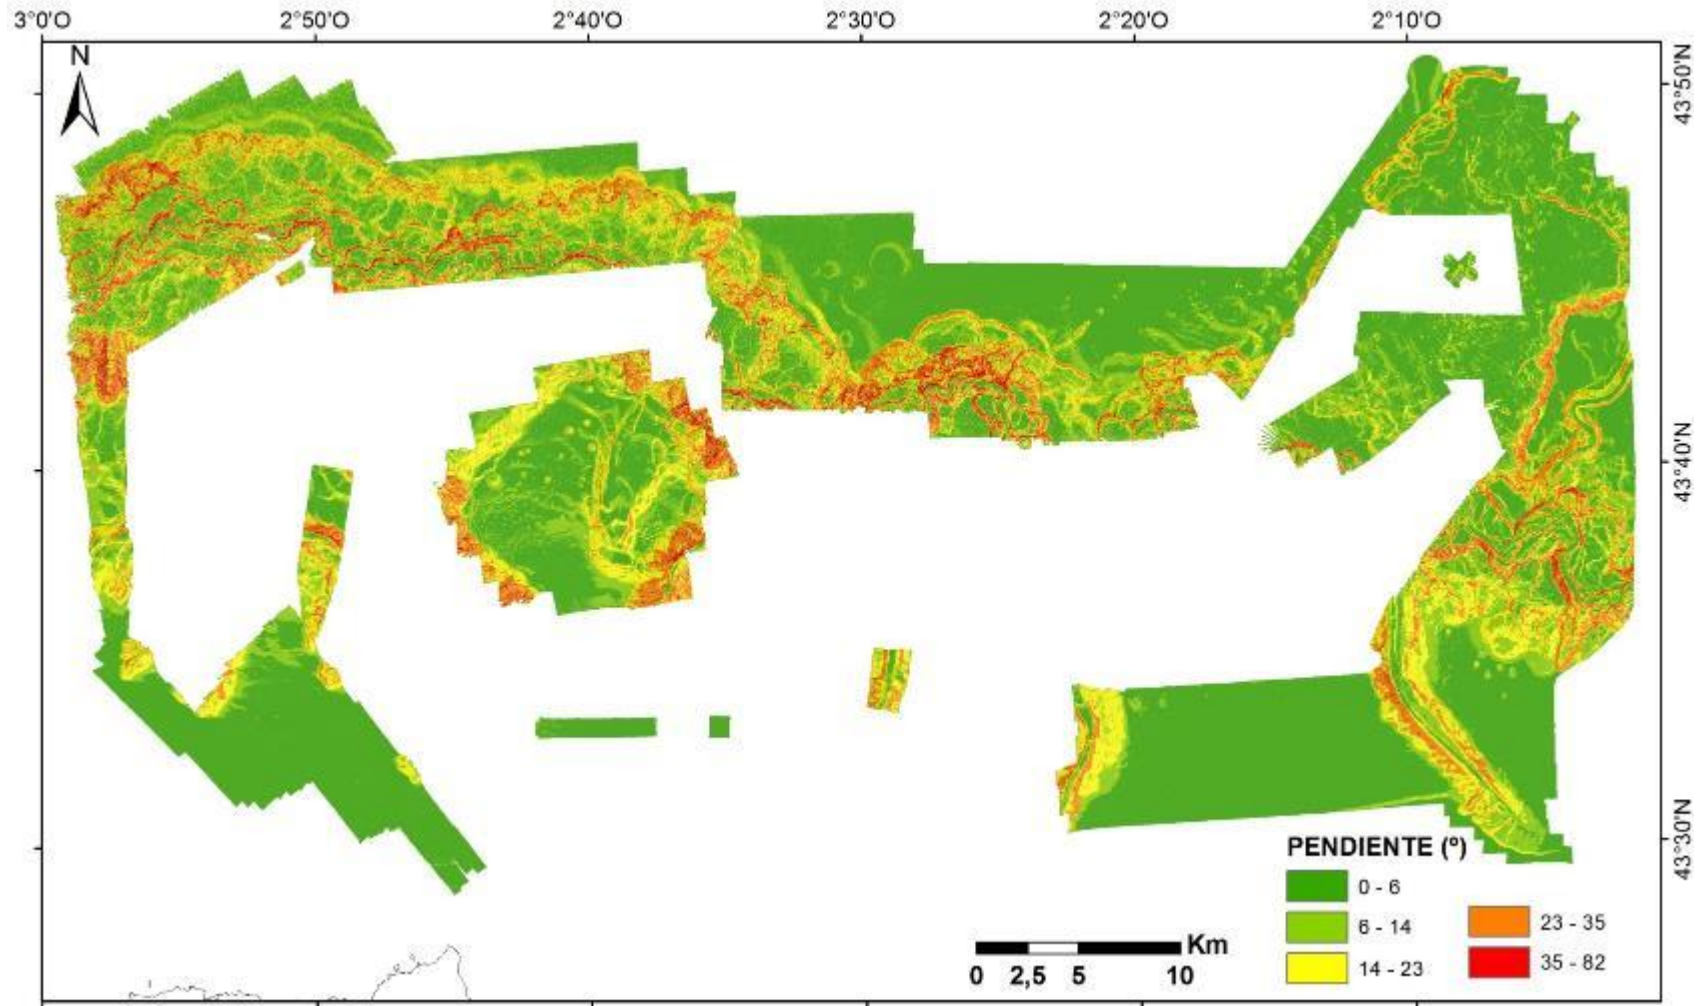 3°0'O 2°50'O 2°40'O 2°30'O 2°20'O 2°10'O
N
43°50'N
43°40'N
43°30'N
PENDIENTE (º)
0 - 6
6 - 14
14 - 23
23 - 35
35 - 82
Km
0 2,5 5 10